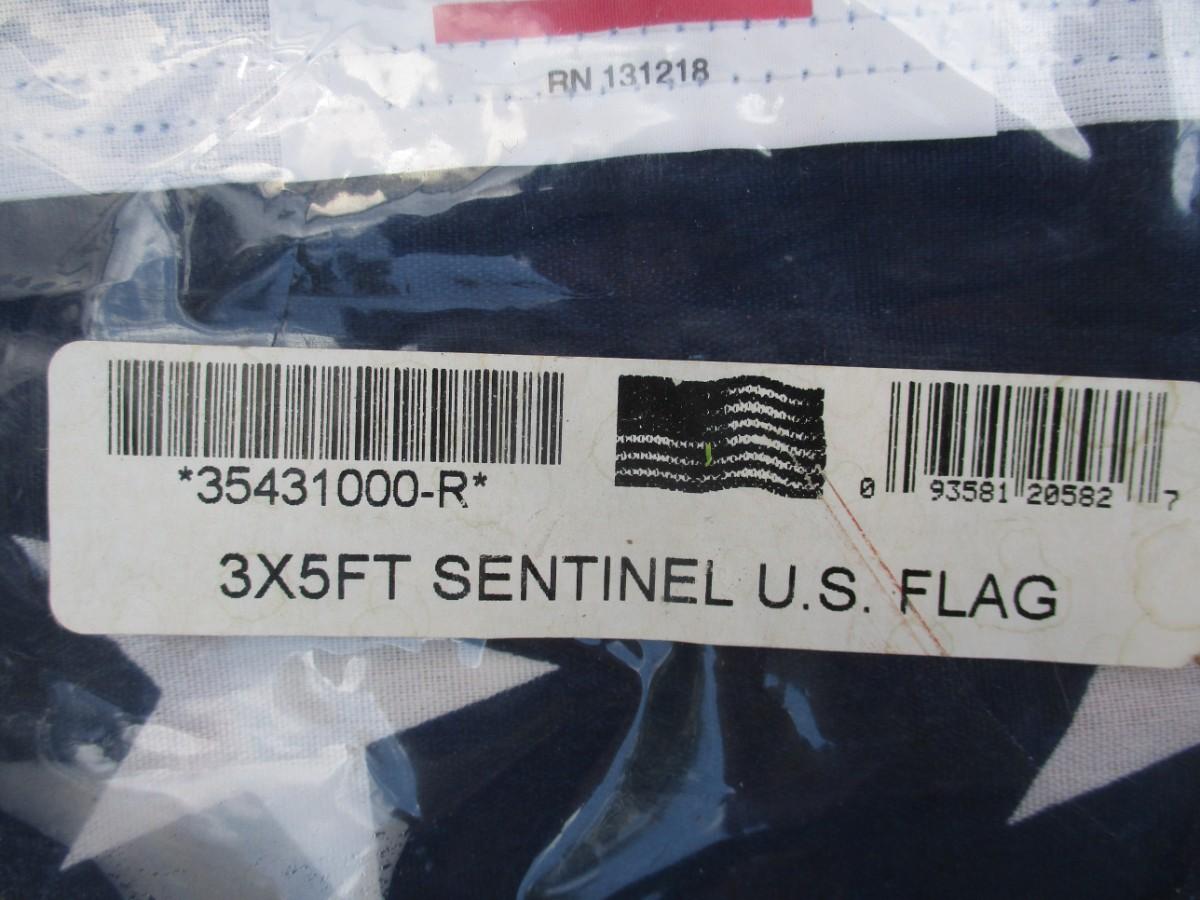 RN 131218
*35431000-R*
0 93581 20582 7
3X5FT SENTINEL U.S. FLAG